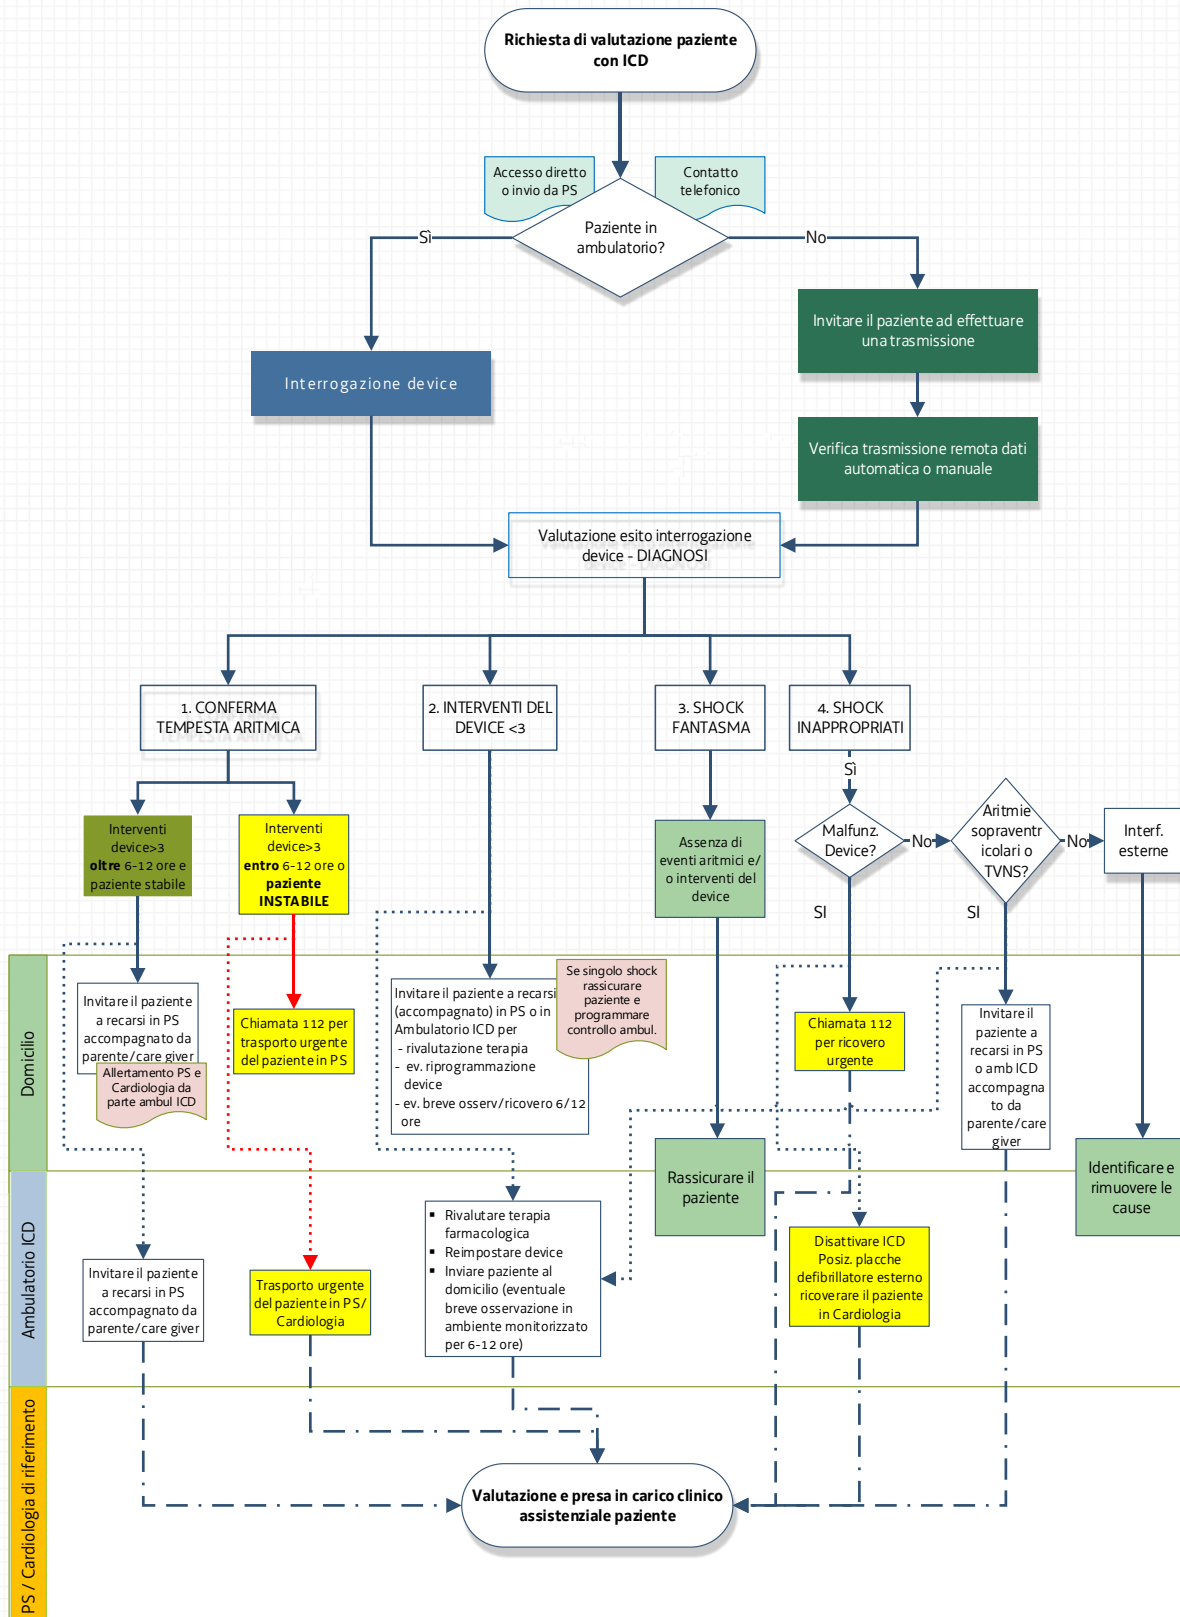 Richiesta di valutazione paziente
con ICD
Accesso diretto
o invio da PS
Contatto
telefonico
Paziente in
ambulatorio?
Sì
No
Invitare il paziente ad effettuare
una trasmissione
Interrogazione device
Verifica trasmissione remota dati
automatica o manuale
Valutazione esito interrogazione
device - DIAGNOSI
1. CONFERMA
TEMPESTA ARITMICA
2. INTERVENTI DEL
DEVICE <3
3. SHOCK
FANTASMA
4. SHOCK
INAPPROPRIATI
Sì
Interventi
device>3
oltre 6-12 ore e
paziente stabile
Interventi
device>3
entro 6-12 ore o
paziente
INSTABILE
Assenza di
eventi aritmici e/
o interventi del
device
Malfunz.
Device?
No
Aritmie
sopraventr
icolari o
TVNS?
No
Interf.
esterne
SI
SI
Domicilio
Invitare il paziente
a recarsi in PS
accompagnato da
parente/care giver
Allertamento PS e
Cardiologia da
parte ambul ICD
Chiamata 112 per
trasporto urgente
del paziente in PS
Invitare il paziente a recarsi
(accompagnato) in PS o in
Ambulatorio ICD per
- rivalutazione terapia
- ev. riprogrammazione
device
- ev. breve osserv/ricovero 6/12
ore
Se singolo shock
rassicurare
paziente e
programmare
controllo ambul.
Chiamata 112
per ricovero
urgente
Invitare il
paziente a
recarsi in PS
o amb ICD
accompagna
to da
parente/care
giver
Rassicurare il
paziente
Identificare e
rimuovere le
cause
Ambulatorio ICD
Invitare il paziente
a recarsi in PS
accompagnato da
parente/care giver
Trasporto urgente
del paziente in PS/
Cardiologia
▪ Rivalutare terapia
farmacologica
▪ Reimpostare device
▪ Inviare paziente al
domicilio (eventuale
breve osservazione in
ambiente monitorizzato
per 6-12 ore)
Disattivare ICD
Posiz. placche
defibrillatore esterno
ricoverare il paziente
in Cardiologia
PS / Cardiologia di riferimento
Valutazione e presa in carico clinico
assistenziale paziente